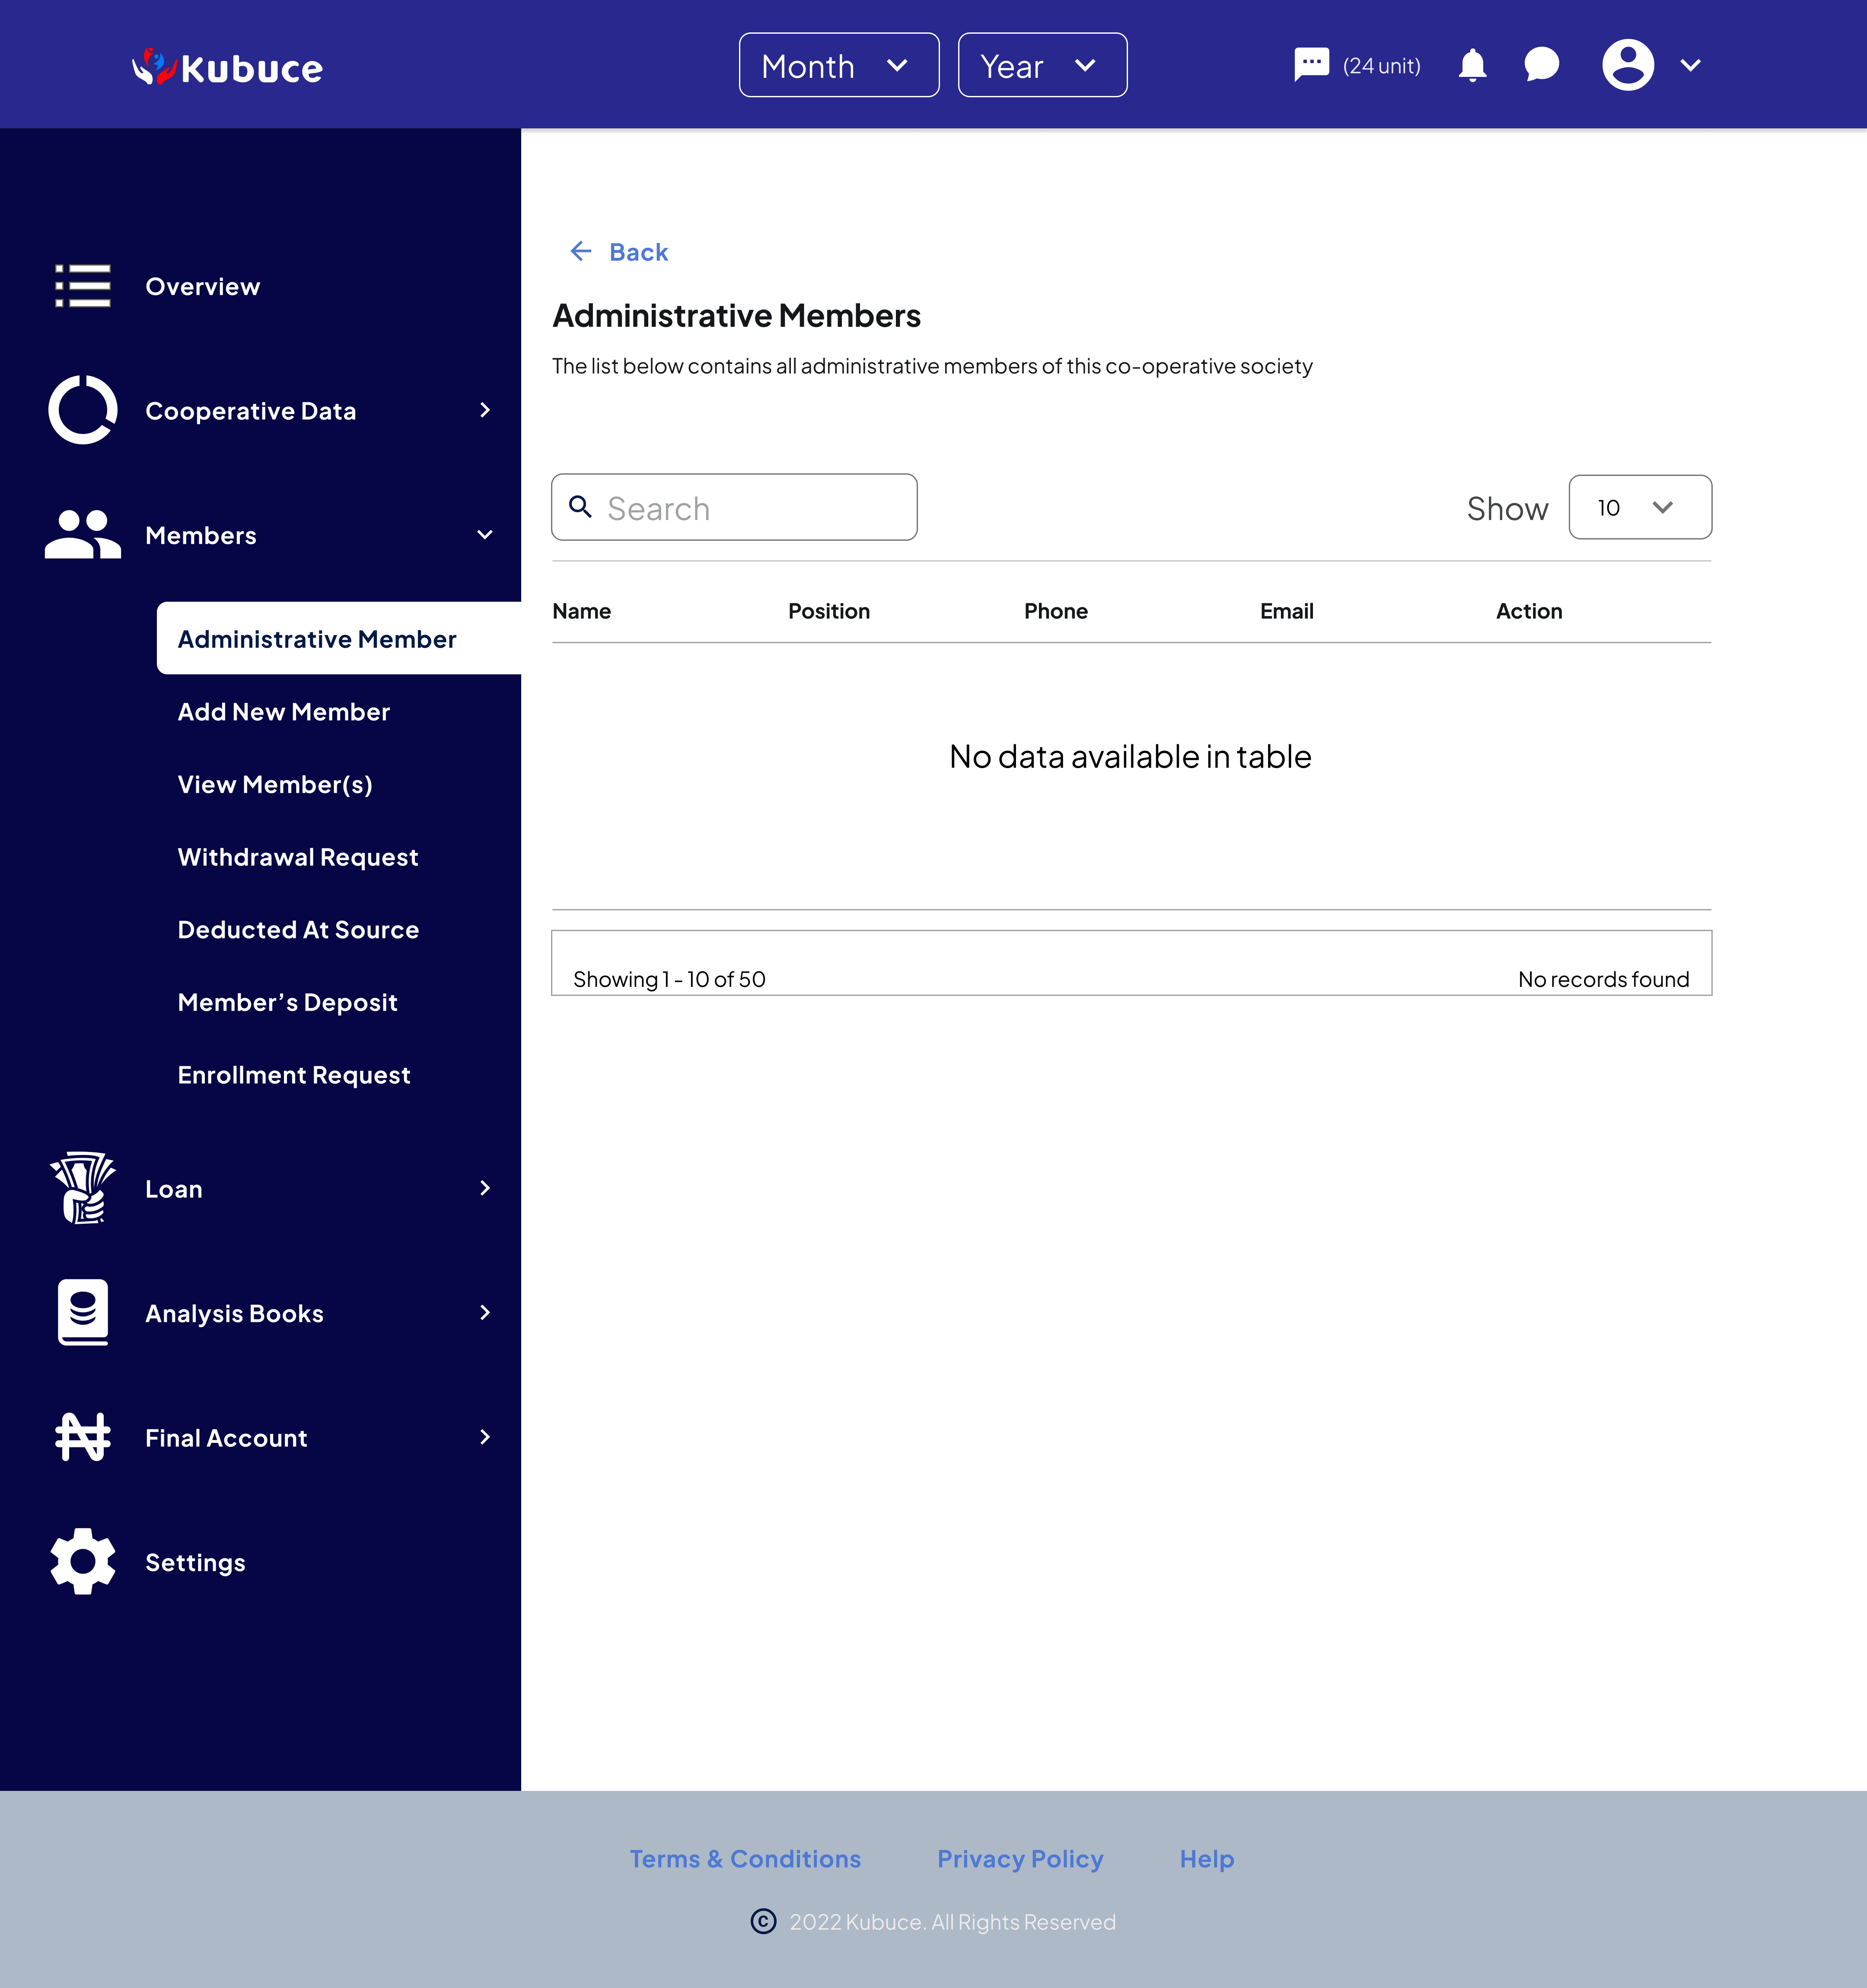 Kubuce
Month
Year
(24 unit)
Overview
Cooperative Data
Members
Administrative Member
Add New Member
View Member(s)
Withdrawal Request
Deducted At Source
Member’s Deposit
Enrollment Request
Loan
Analysis Books
Final Account
Settings
Back
Administrative Members
The list below contains all administrative members of this co-operative society
Search
Show
10
Name Position Phone Email Action
No data available in table
Showing 1 - 10 of 50
No records found
Terms & Conditions Privacy Policy Help
© 2022 Kubuce. All Rights Reserved